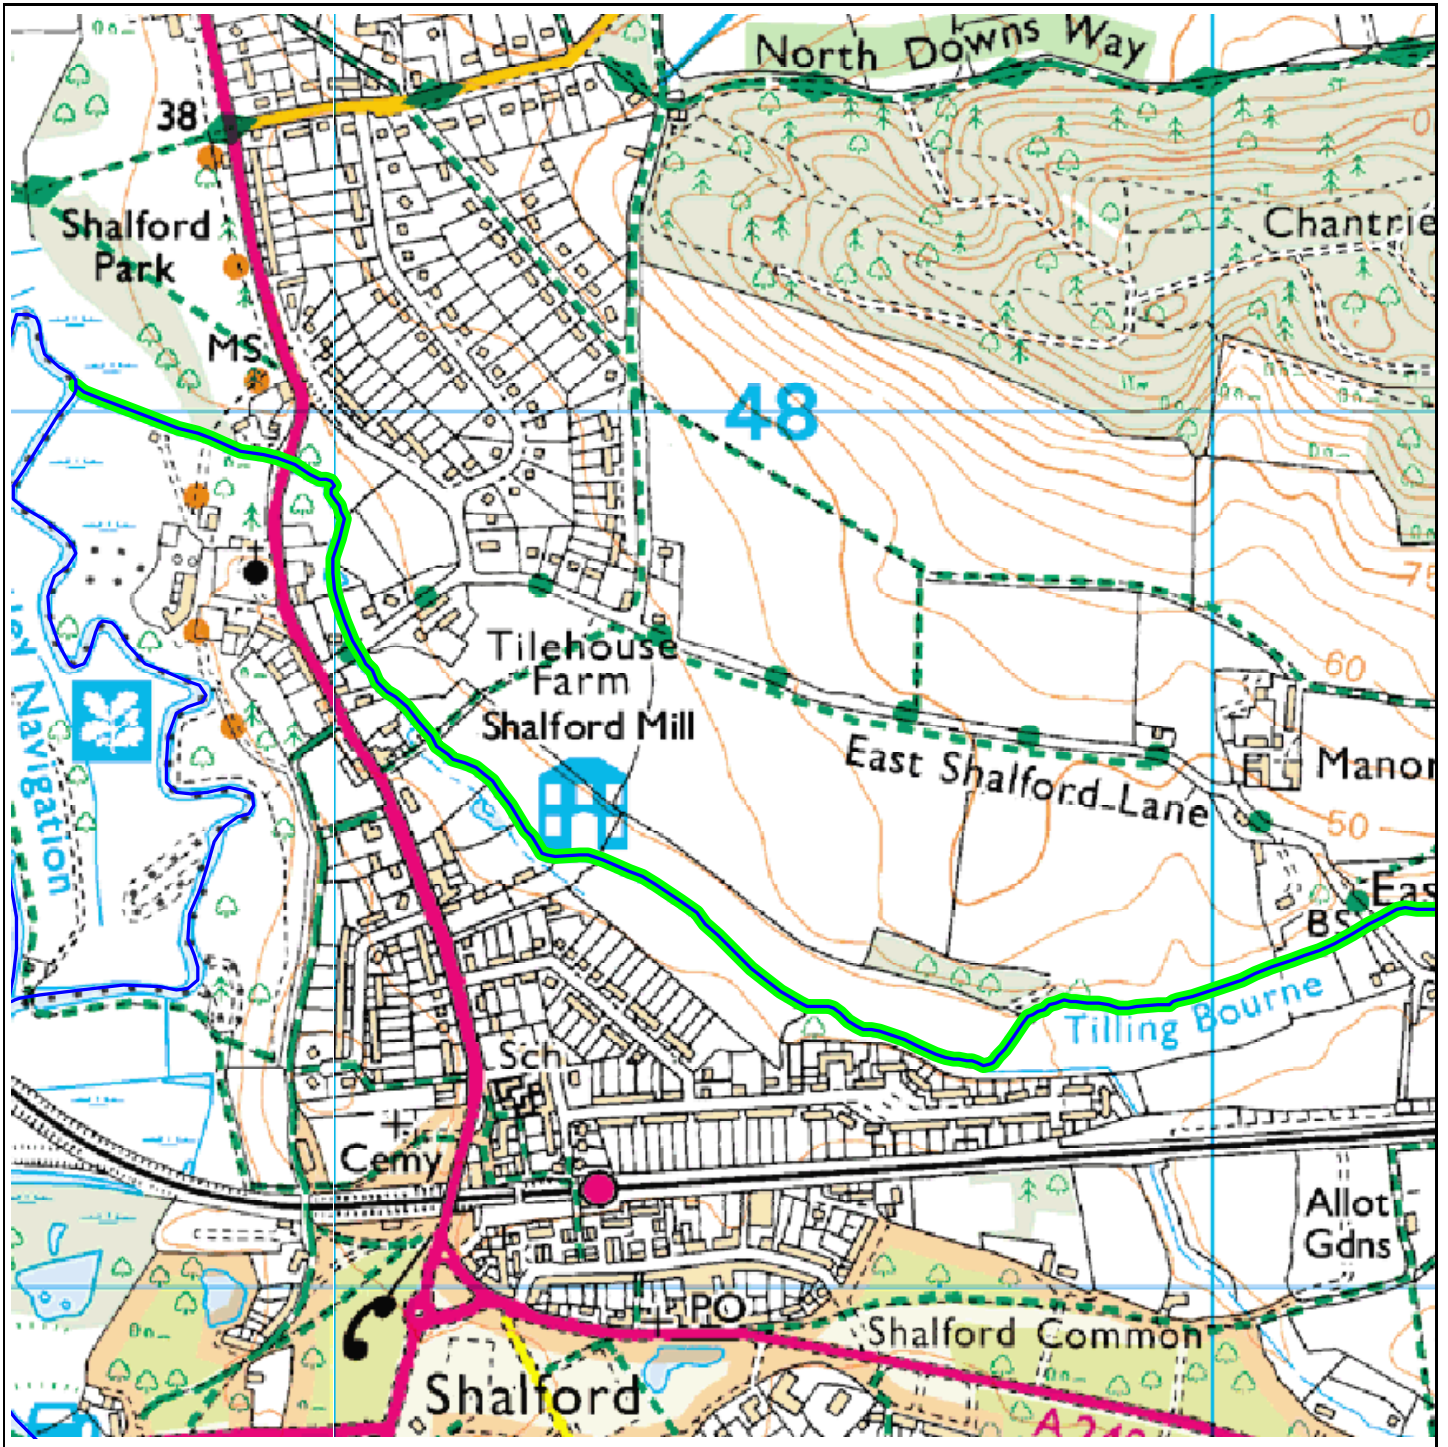 North Downs Way
38
Shalford
Park
Chantrie
MS
48
Tilehouse
Farm
Shalford Mill
60
75
East Shalford Lane
Manor
50
Navigation
Eas
BS
Tilling Bourne
Sch
Cemy
Allot
Gdns
PO
Shalford Common
Shalford